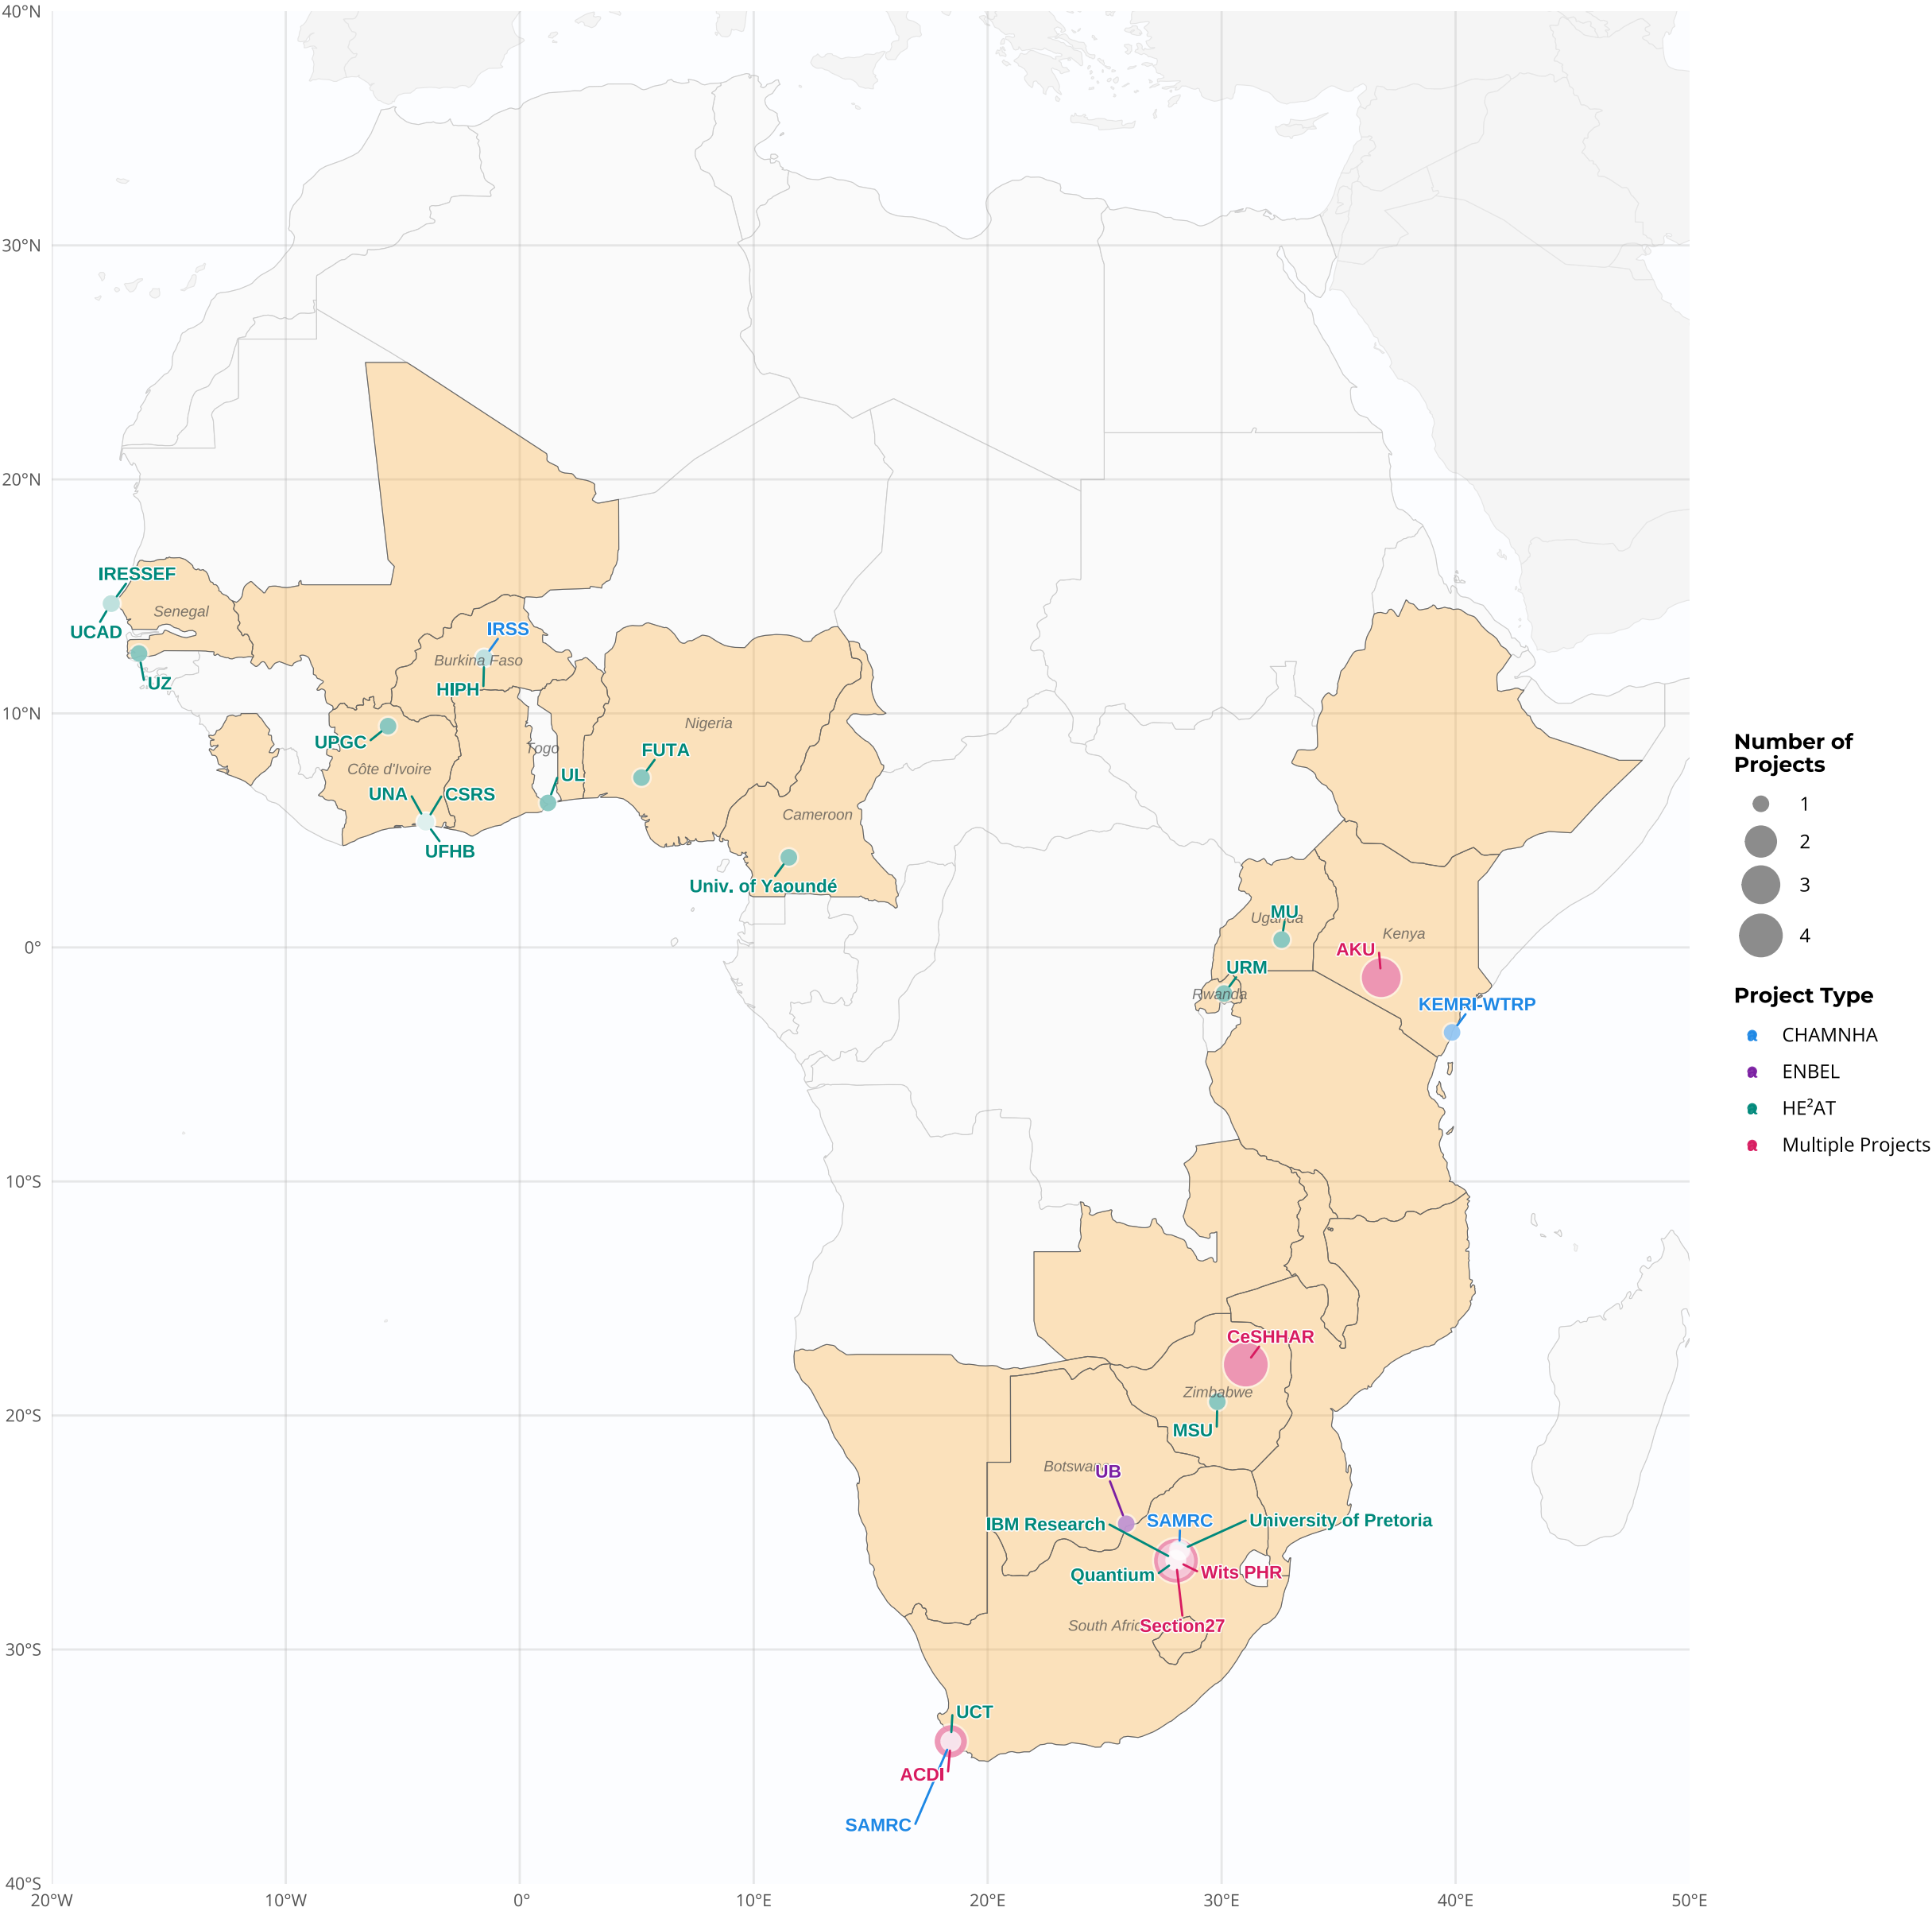 40°N
30°N
20°N
10°N
0°
10°S
20°S
30°S
40°S
20°W
10°W
0°
10°E
20°E
30°E
40°E
50°E
IRESSEF
Senegal
UCAD
UZ
IRSS
Burkina Faso
HIPH
UPGC
Côte d'Ivoire
UNA
CSRS
UFHB
Togo
UL
Nigeria
FUTA
Cameroon
Univ. of Yaoundé
MU
Uganda
Kenya
AKU
URM
Rwanda
KEMRI-WTRP
CeSHHAR
Zimbabwe
MSU
Botswana
UB
IBM Research
SAMRC
University of Pretoria
Quantium
Wits PHR
South Afric
Section27
UCT
ACDI
SAMRC
Number of
Projects
1
2
3
4
Project Type
CHAMNHA
ENBEL
HE²AT
Multiple Projects